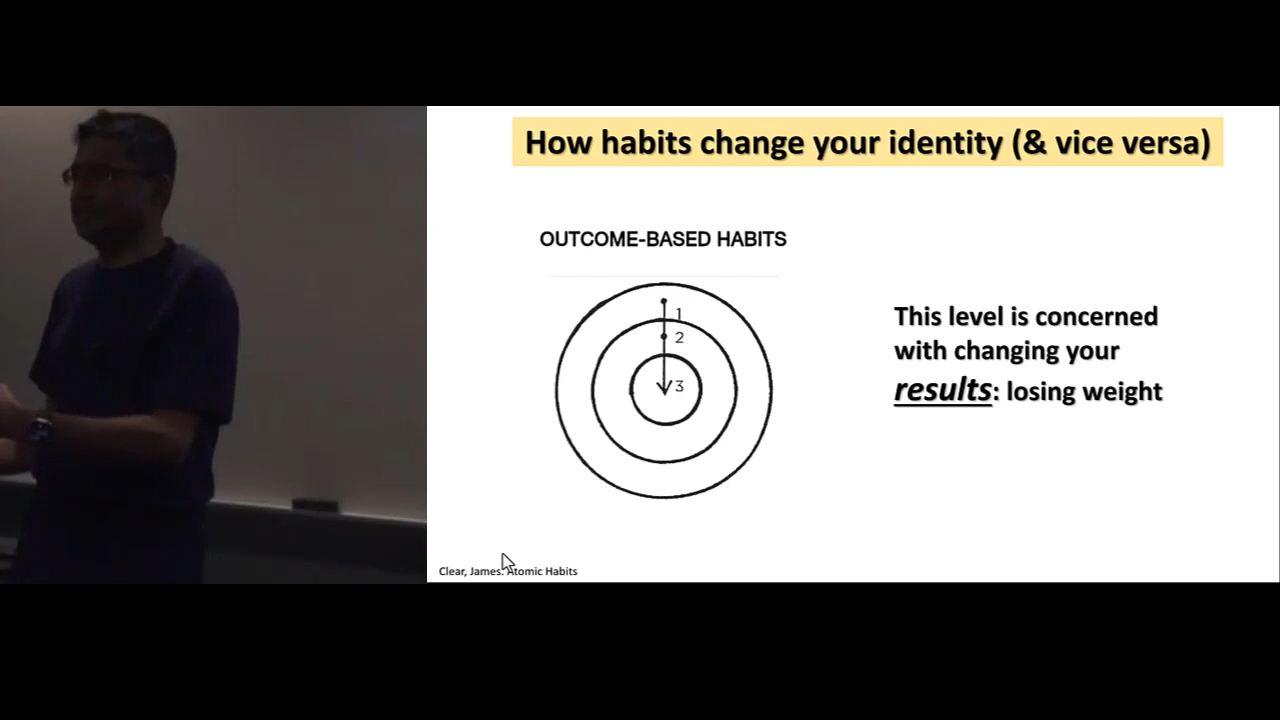 How habits change your identity (& vice versa)
OUTCOME-BASED HABITS
1
2
3
This level is concerned
with changing your
results: losing weight
Clear, James: Atomic Habits